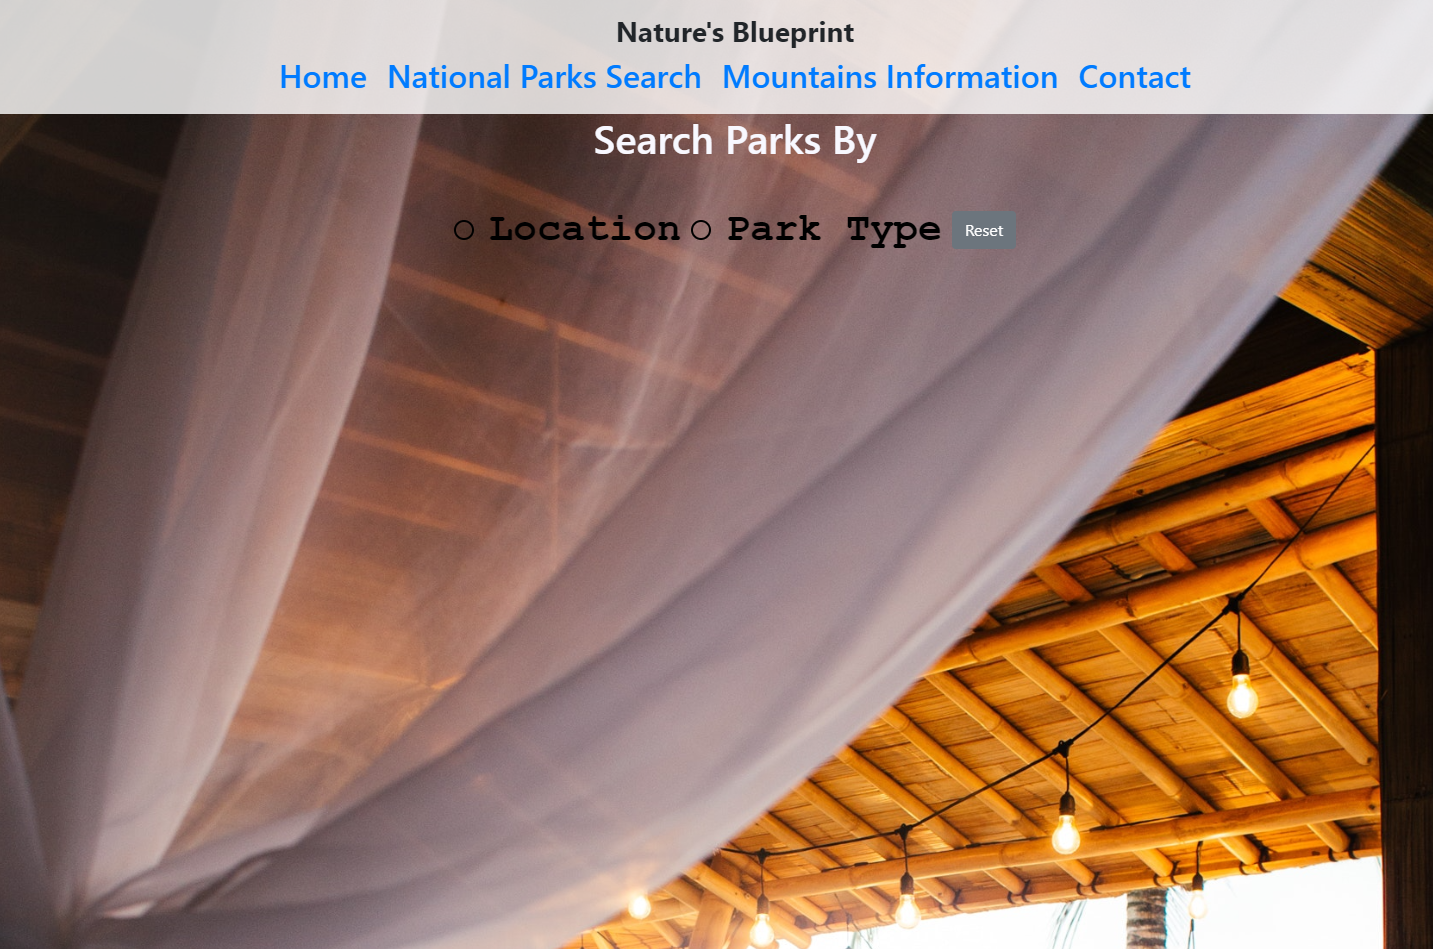 Nature's Blueprint
Home National Parks Search Mountains Information Contact
Search Parks By
Location Park Type Reset